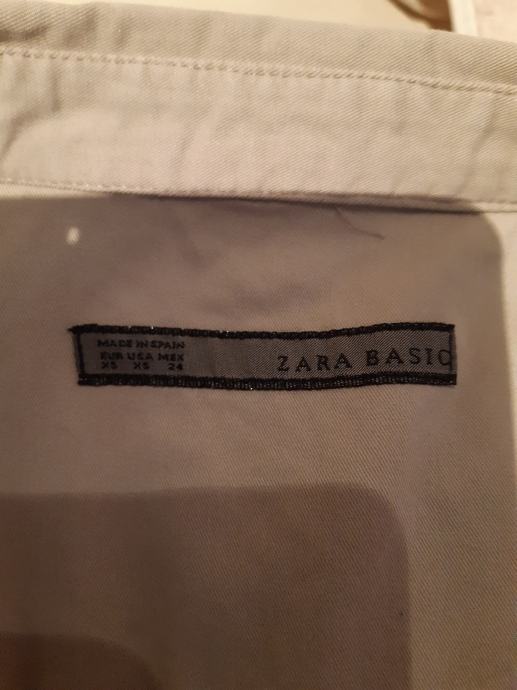 MADE IN SPAIN
EUR USA MEX
XS XS 24
ZARA BASIC